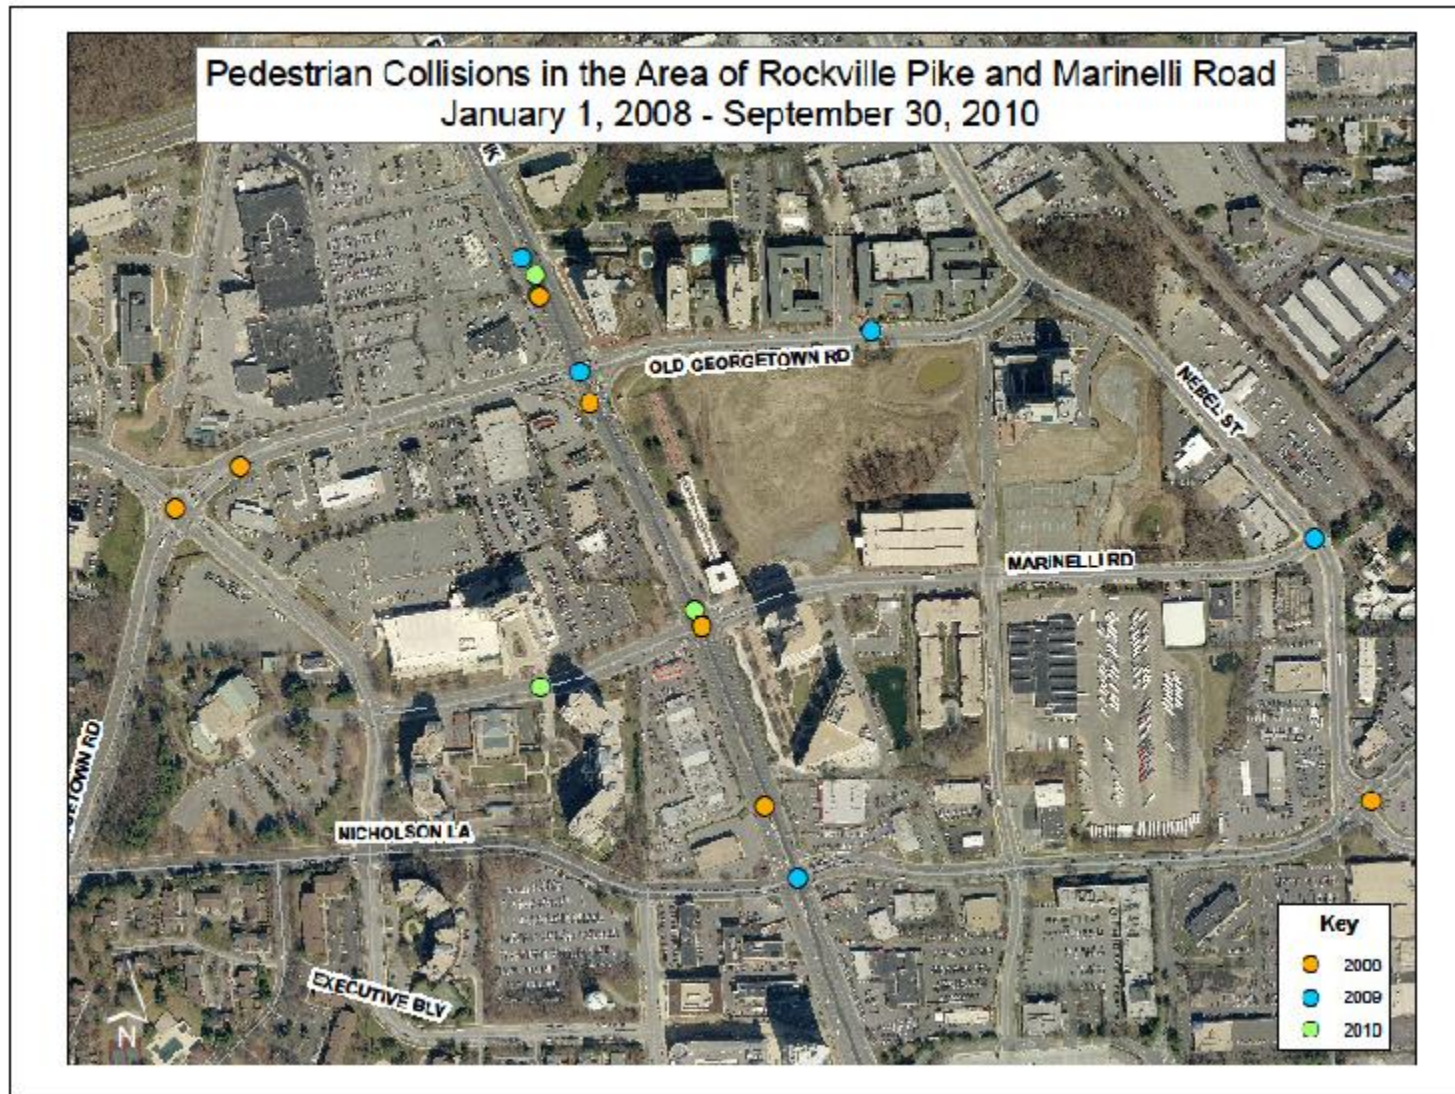 Pedestrian Collisions in the Area of Rockville Pike and Marinelli Road
January 1, 2008 - September 30, 2010
OLD GEORGETOWN RD
NEBEL ST
MARINELLI RD
NICHOLSON LA
EXECUTIVE BLV
N
Key
2008
2009
2010